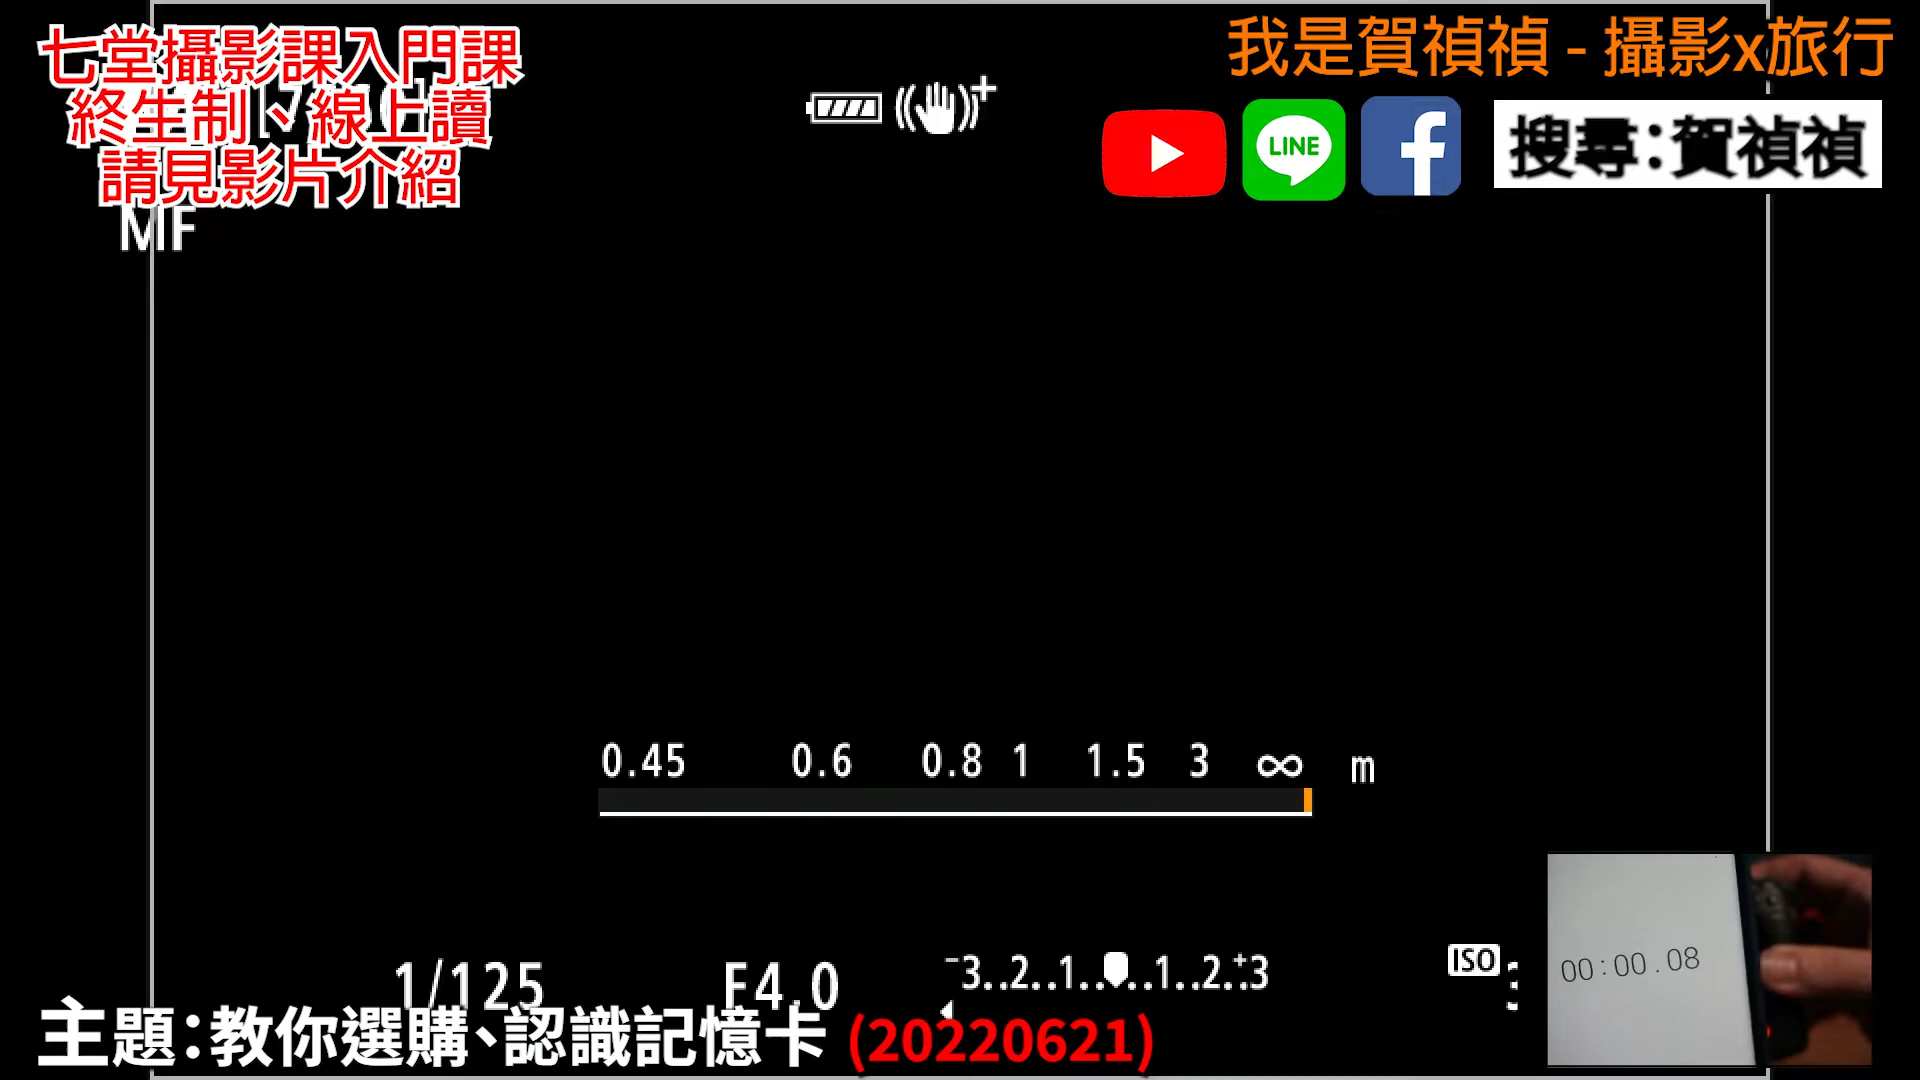 七堂攝影課入門課
終生制、線上讀
請見影片介紹
MF
我是賀禎禎 - 攝影x旅行
LINE
搜尋：賀禎禎
0.45 0.6 0.8 1 1.5 3 ∞ m
1/125 F4.0 -3..2..1...1..2..+3 ISO
00:00.08
主題：教你選購、認識記憶卡 (20220621)